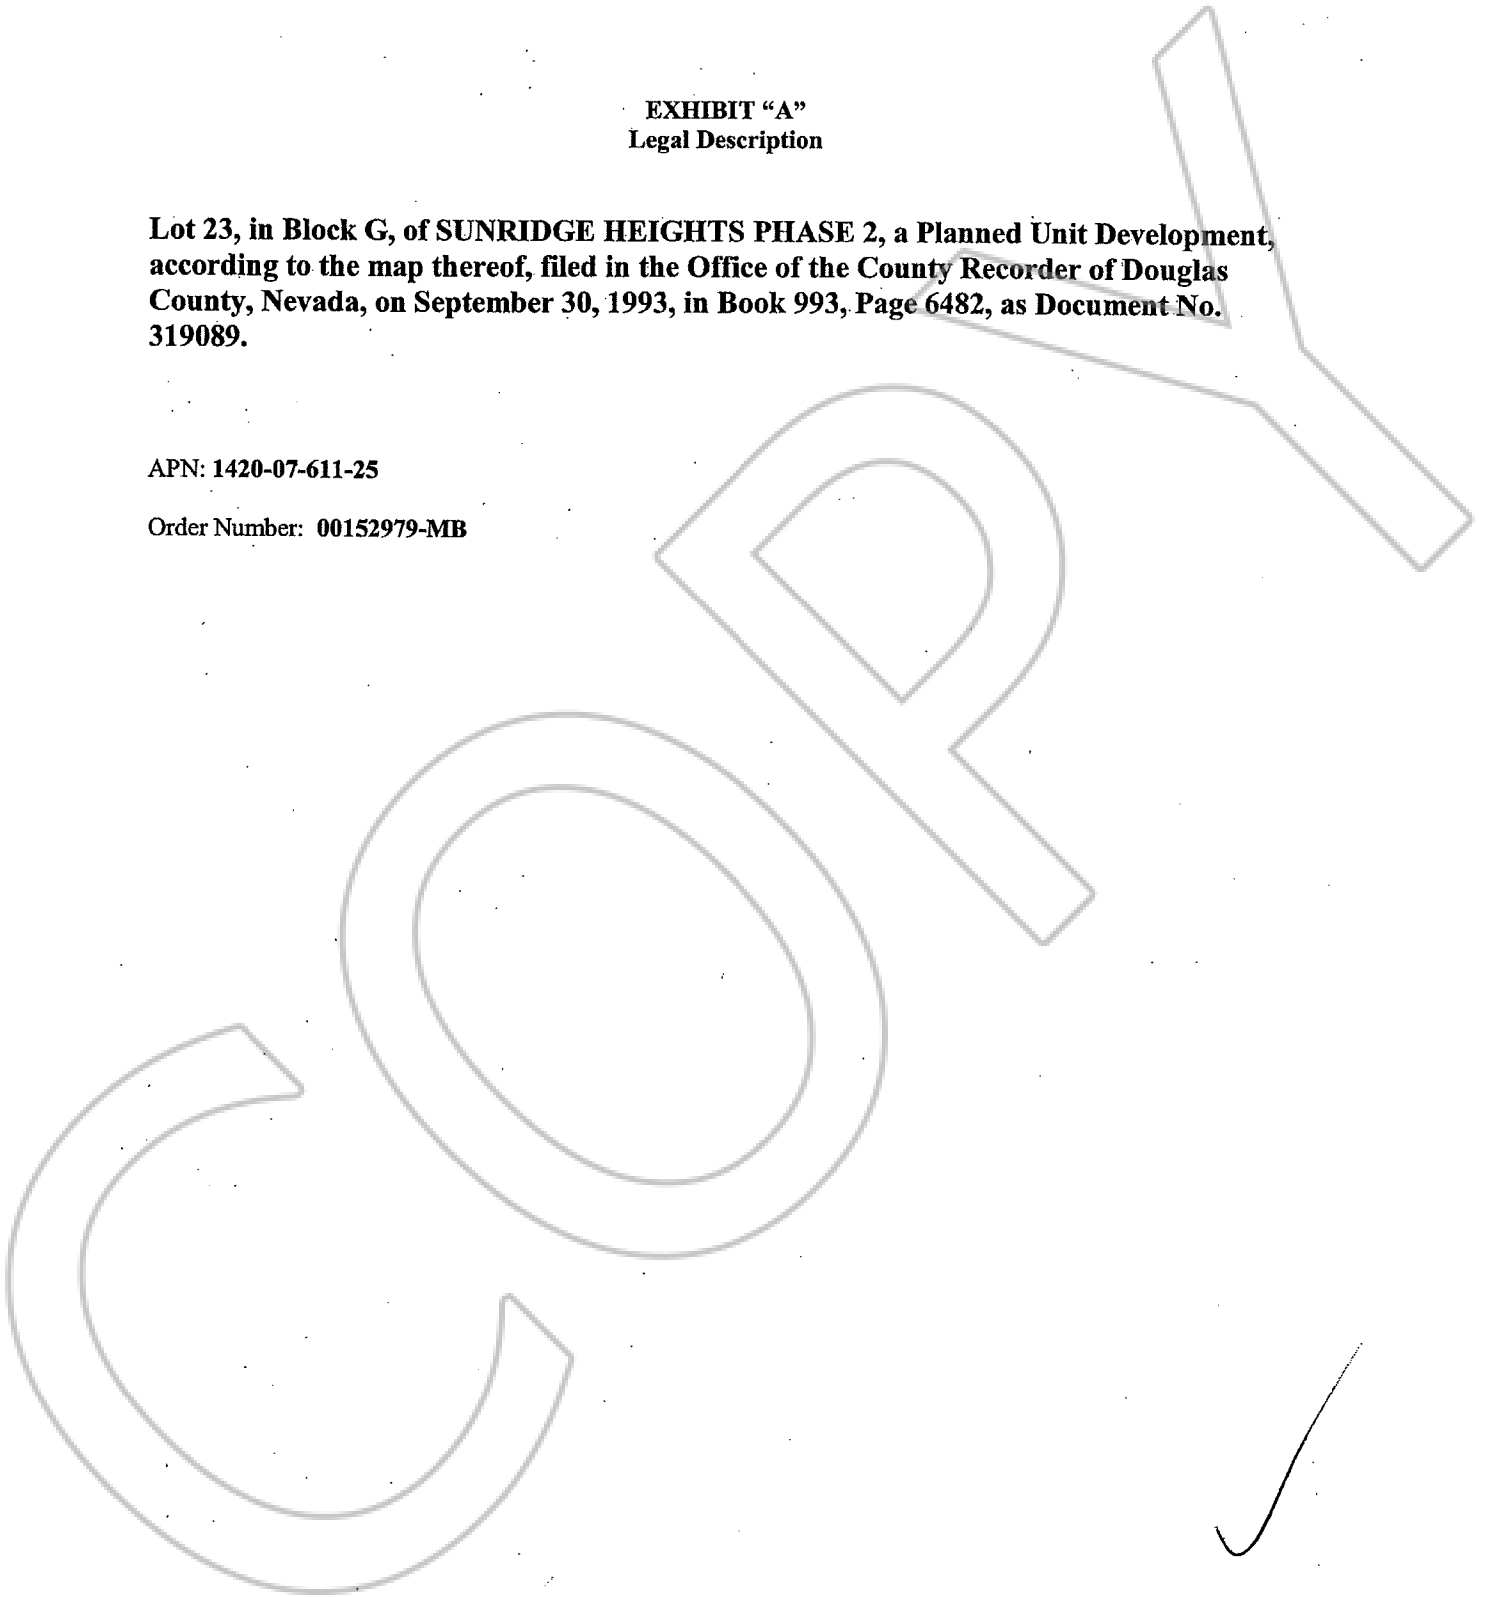 EXHIBIT “A”
Legal Description
Lot 23, in Block G, of SUNRIDGE HEIGHTS PHASE 2, a Planned Unit Development,
according to the map thereof, filed in the Office of the County Recorder of Douglas
County, Nevada, on September 30, 1993, in Book 993, Page 6482, as Document No.
319089.
APN: 1420-07-611-25
Order Number: 00152979-MB
COPY